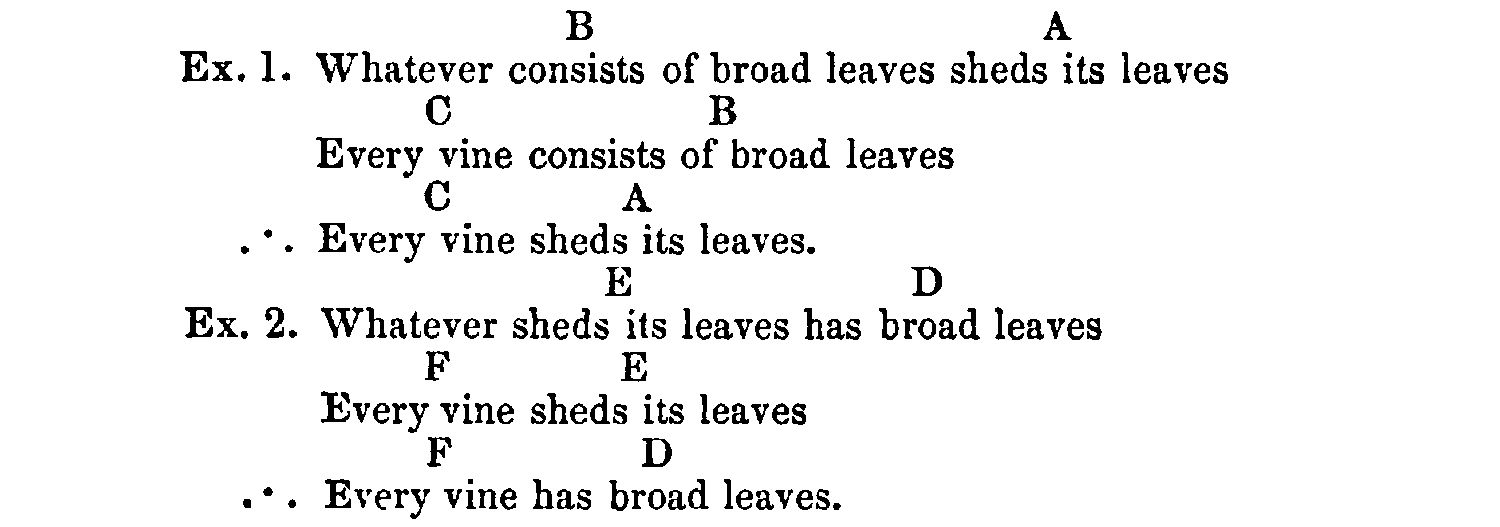 B A
Ex. 1. Whatever consists of broad leaves sheds its leaves
C B
Every vine consists of broad leaves
C A
.·. Every vine sheds its leaves.
E D
Ex. 2. Whatever sheds its leaves has broad leaves
F E
Every vine sheds its leaves
F D
.·. Every vine has broad leaves.